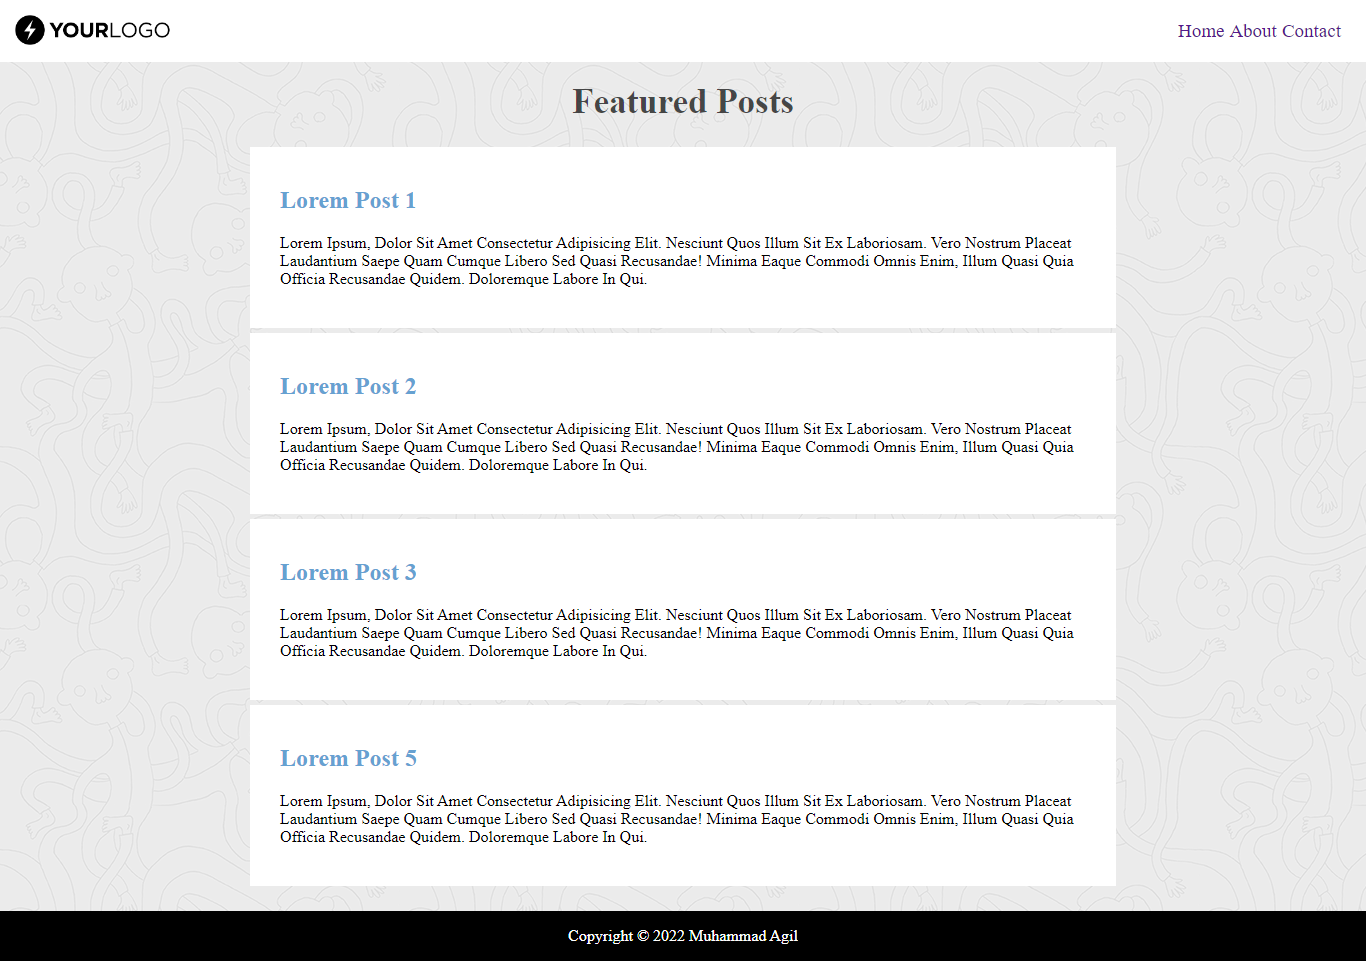 YOURLOGO
Home About Contact
Featured Posts
Lorem Post 1
Lorem Ipsum, Dolor Sit Amet Consectetur Adipisicing Elit. Nesciunt Quos Illum Sit Ex Laboriosam. Vero Nostrum Placeat
Laudantium Saepe Quam Cumque Libero Sed Quasi Recusandae! Minima Eaque Commodi Omnis Enim, Illum Quasi Quia
Officia Recusandae Quidem. Doloremque Labore In Qui.
Lorem Post 2
Lorem Ipsum, Dolor Sit Amet Consectetur Adipisicing Elit. Nesciunt Quos Illum Sit Ex Laboriosam. Vero Nostrum Placeat
Laudantium Saepe Quam Cumque Libero Sed Quasi Recusandae! Minima Eaque Commodi Omnis Enim, Illum Quasi Quia
Officia Recusandae Quidem. Doloremque Labore In Qui.
Lorem Post 3
Lorem Ipsum, Dolor Sit Amet Consectetur Adipisicing Elit. Nesciunt Quos Illum Sit Ex Laboriosam. Vero Nostrum Placeat
Laudantium Saepe Quam Cumque Libero Sed Quasi Recusandae! Minima Eaque Commodi Omnis Enim, Illum Quasi Quia
Officia Recusandae Quidem. Doloremque Labore In Qui.
Lorem Post 5
Lorem Ipsum, Dolor Sit Amet Consectetur Adipisicing Elit. Nesciunt Quos Illum Sit Ex Laboriosam. Vero Nostrum Placeat
Laudantium Saepe Quam Cumque Libero Sed Quasi Recusandae! Minima Eaque Commodi Omnis Enim, Illum Quasi Quia
Officia Recusandae Quidem. Doloremque Labore In Qui.
Copyright © 2022 Muhammad Agil